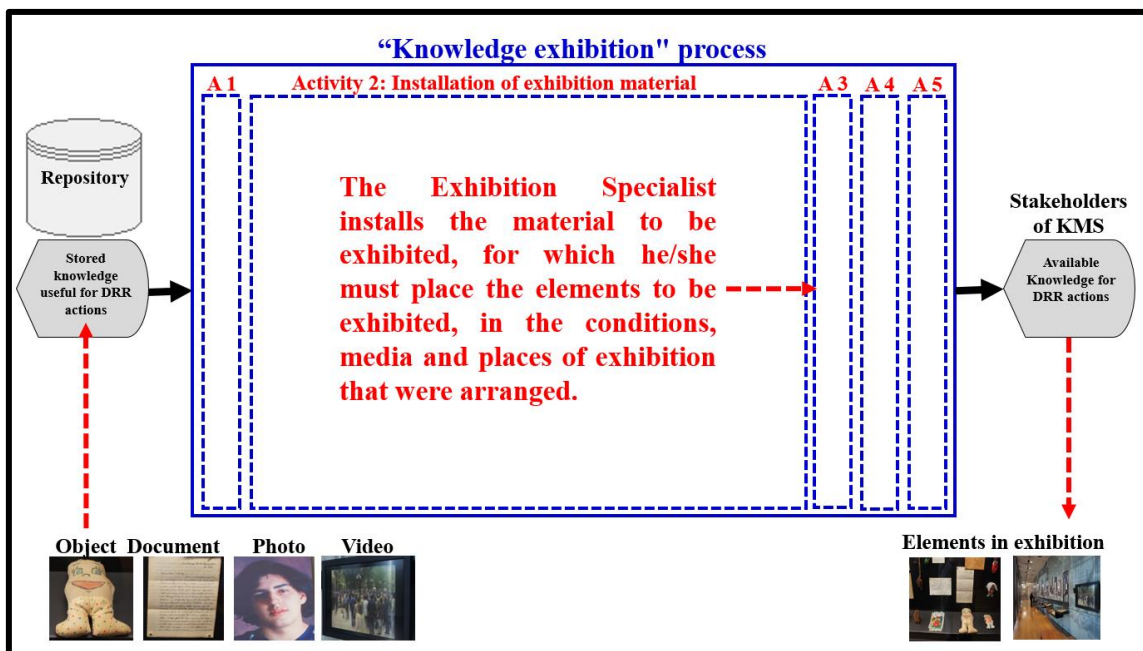 “Knowledge exhibition" process
A 1
Activity 2: Installation of exhibition material
A 3
A 4
A 5
Repository
Stored
knowledge
useful for DRR
actions
The Exhibition Specialist
installs the material to be
exhibited, for which he/she
must place the elements to be
exhibited, in the conditions,
media and places of exhibition
that were arranged.
Stakeholders
of KMS
Available
Knowledge for
DRR actions
Object
Document
Photo
Video
Elements in exhibition